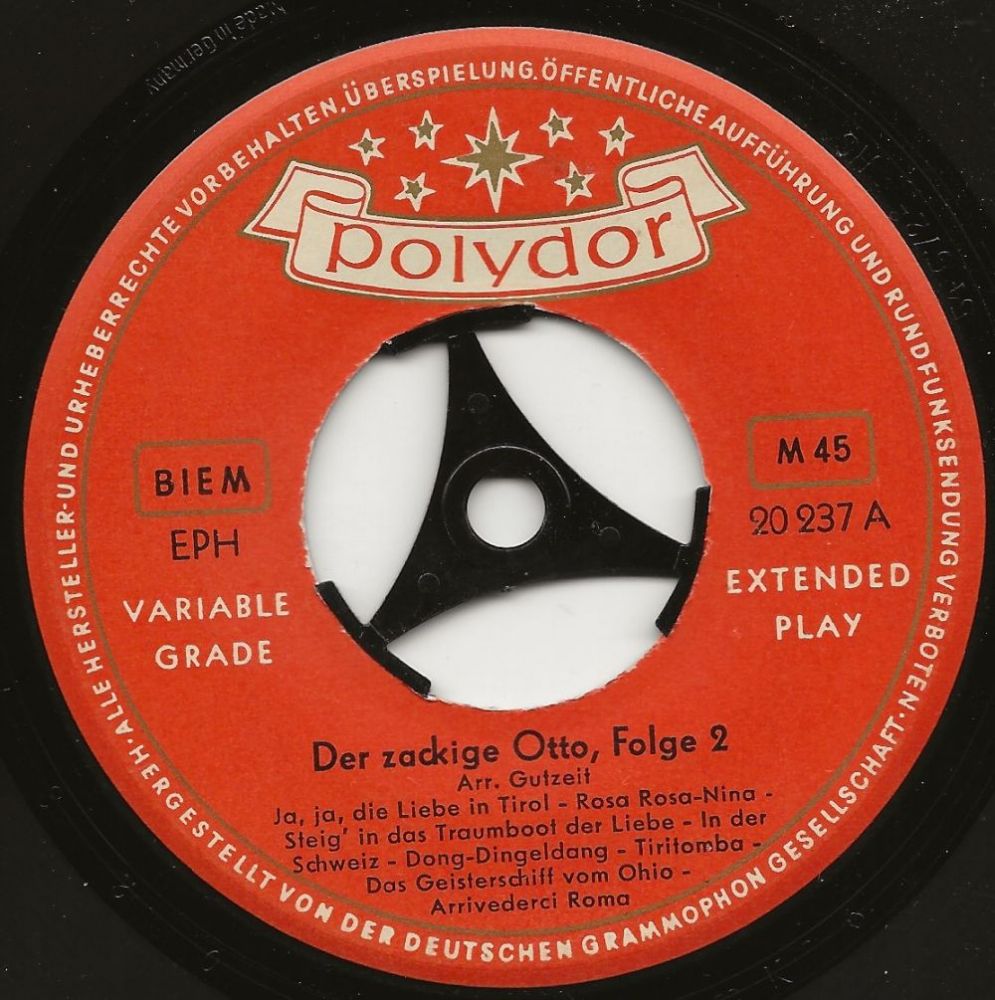 Made in Germany
ALLE HERSTELLER-UND URHEBERRECHTE VORBEHALTEN, ÜBERSPIELUNG, ÖFFENTLICHE AUFFÜHRUNG UND RUNDFUNKSENDUNG VERBOTEN·
polydor
BIEM
EPH
VARIABLE
GRADE
M 45
20 237 A
EXTENDED
PLAY
Der zackige Otto, Folge 2
Arr. Gutzeit
Ja, ja, die Liebe in Tirol - Rosa Rosa-Nina -
Steig' in das Traumboot der Liebe - In der
Schweiz - Dong-Dingeldang - Tiritomba -
Das Geisterschiff vom Ohio -
Arrivederci Roma
·HERGESTELLT VON DER DEUTSCHEN GRAMMOPHON GESELLSCHAFT·